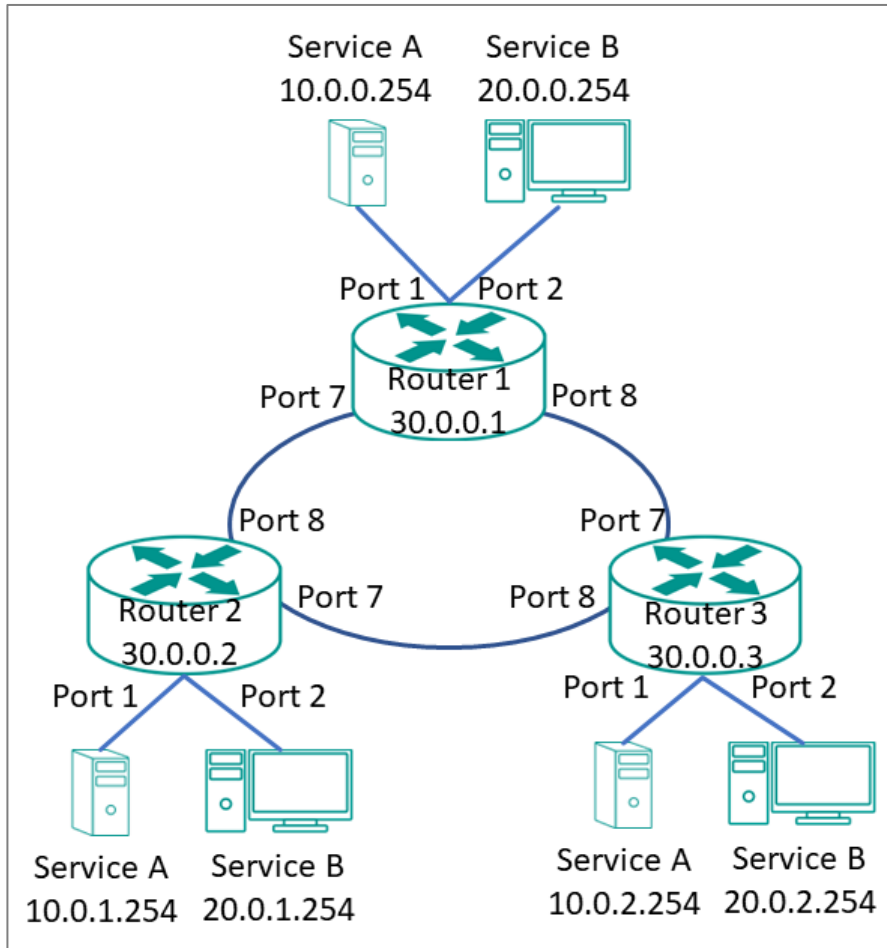 Service A
10.0.0.254
Service B
20.0.0.254
Port 1
Port 2
Router 1
30.0.0.1
Port 7
Port 8
Port 8
Port 7
Router 2
30.0.0.2
Port 7
Port 8
Router 3
30.0.0.3
Port 1
Port 2
Port 1
Port 2
Service A
10.0.1.254
Service B
20.0.1.254
Service A
10.0.2.254
Service B
20.0.2.254